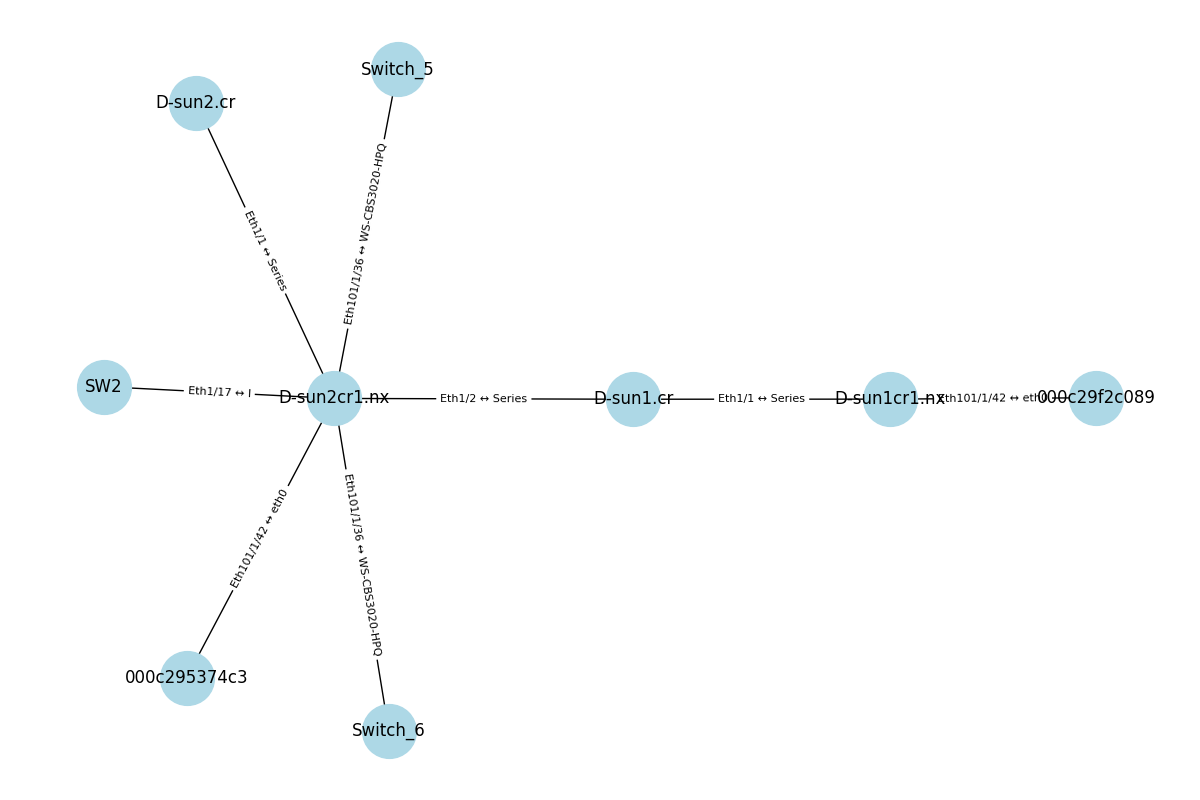 Switch_5
D-sun2.cr
Eth101/1/36 ↔ WS-CBS3020-HPQ
Eth1/1 ↔ Series
SW2
Eth1/17 ↔ I
D-sun2cr1.nx
Eth1/2 ↔ Series
D-sun1.cr
Eth1/1 ↔ Series
D-sun1cr1.nx
Eth101/1/42 ↔ eth0
000c29f2c089
Eth101/1/42 ↔ eth0
Eth101/1/36 ↔ WS-CBS3020-HPQ
000c295374c3
Switch_6